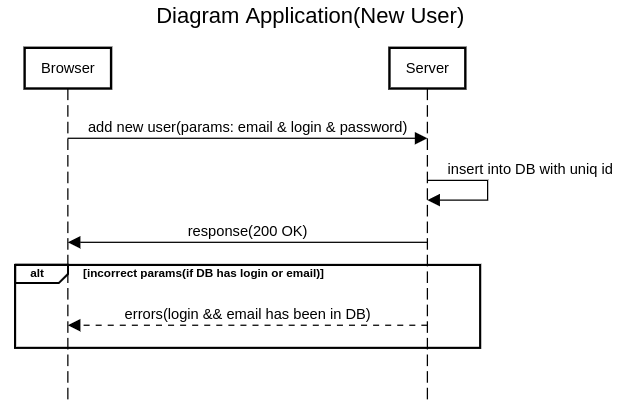 Diagram Application(New User)
Browser
Server
add new user(params: email & login & password)
insert into DB with uniq id
response(200 OK)
alt
[incorrect params(if DB has login or email)]
errors(login && email has been in DB)